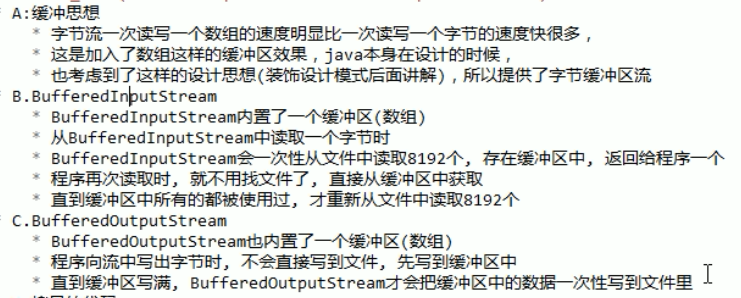 * A:缓冲思想
* 字节流一次读写一个数组的速度明显比一次读写一个字节的速度快很多，
* 这是加入了数组这样的缓冲区效果，java本身在设计的时候，
* 也考虑到了这样的设计思想(装饰设计模式后面讲解)，所以提供了字节缓冲区流
* B.BufferedInputStream
* BufferedInputStream内置了一个缓冲区(数组)
* 从BufferedInputStream中读取一个字节时
* BufferedInputStream会一次性从文件中读取8192个, 存在缓冲区中, 返回给程序一个
* 程序再次读取时, 就不用找文件了, 直接从缓冲区中获取
* 直到缓冲区中所有的都被使用过, 才重新从文件中读取8192个
* C.BufferedOutputStream
* BufferedOutputStream也内置了一个缓冲区(数组)
* 程序向流中写出字节时, 不会直接写到文件, 先写到缓冲区中
* 直到缓冲区写满, BufferedOutputStream才会把缓冲区中的数据一次性写到文件里